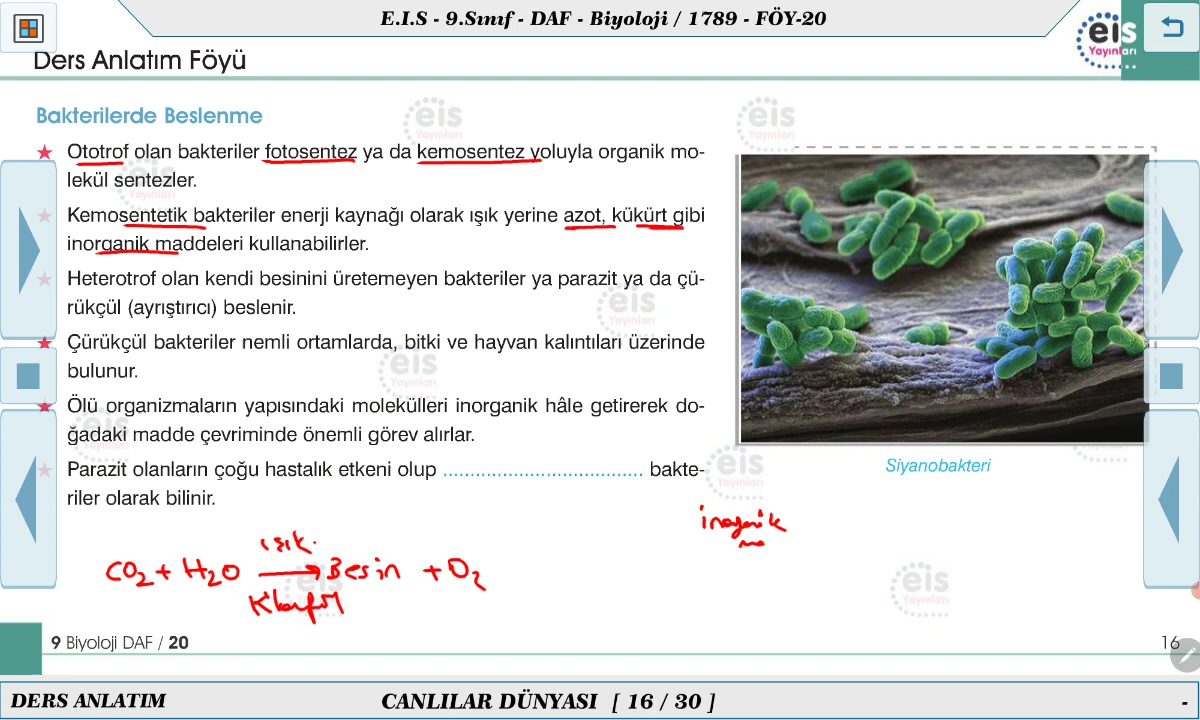 E.I.S - 9.Sınıf - DAF - Biyoloji / 1789 - FÖY-20
Ders Anlatım Föyü
eis
Yayınları
Bakterilerde Beslenme
★ Ototrof olan bakteriler fotosentez ya da kemosentez yoluyla organik mo-
lekül sentezler.
★ Kemosentetik bakteriler enerji kaynağı olarak ışık yerine azot, kükürt gibi
inorganik maddeleri kullanabilirler.
★ Heterotrof olan kendi besinini üretemeyen bakteriler ya parazit ya da çü-
rükçül (ayrıştırıcı) beslenir.
★ Çürükçül bakteriler nemli ortamlarda, bitki ve hayvan kalıntıları üzerinde
bulunur.
★ Ölü organizmaların yapısındaki molekülleri inorganik hâle getirerek do-
ğadaki madde çevriminde önemli görev alırlar.
★ Parazit olanların çoğu hastalık etkeni olup .................................... bakte-
riler olarak bilinir.
Siyanobakteri
inorganik
ışık
CO2 + H2O → Besin + O2
Klorofil
9 Biyoloji DAF / 20
16
DERS ANLATIM
CANLILAR DÜNYASI [ 16 / 30 ]
-